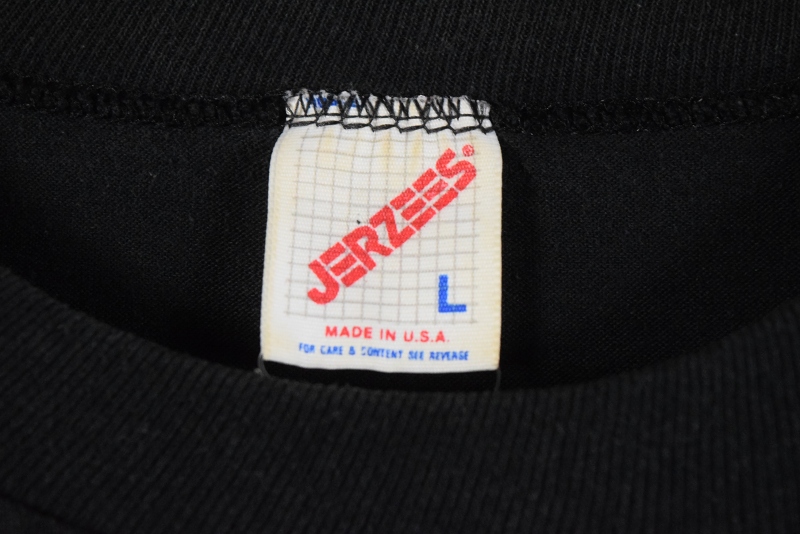 JERZEES®
L
MADE IN U.S.A.
FOR CARE & CONTENT SEE REVERSE